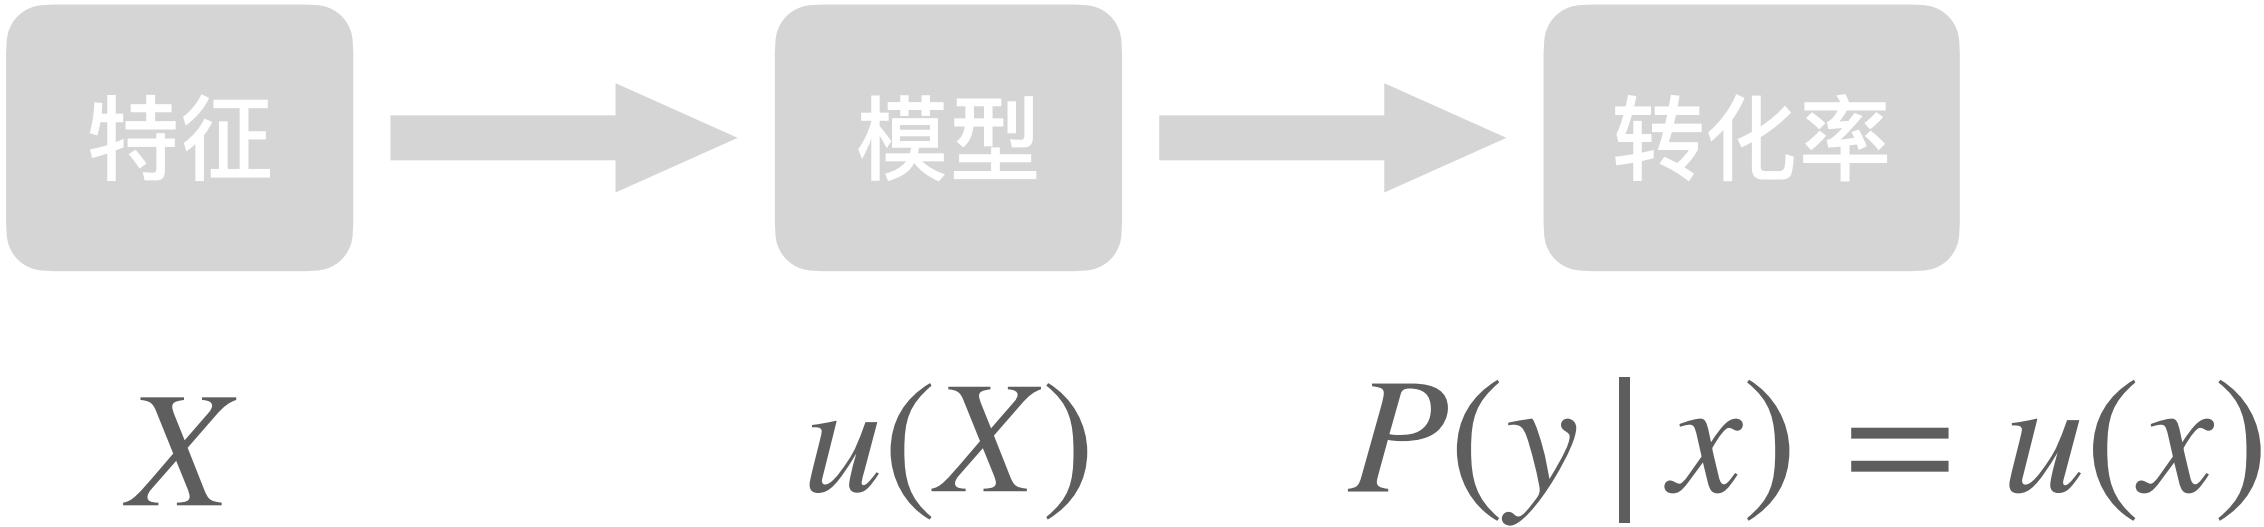 特征
模型
转化率
X
u(X)
P(y|x) = u(x)